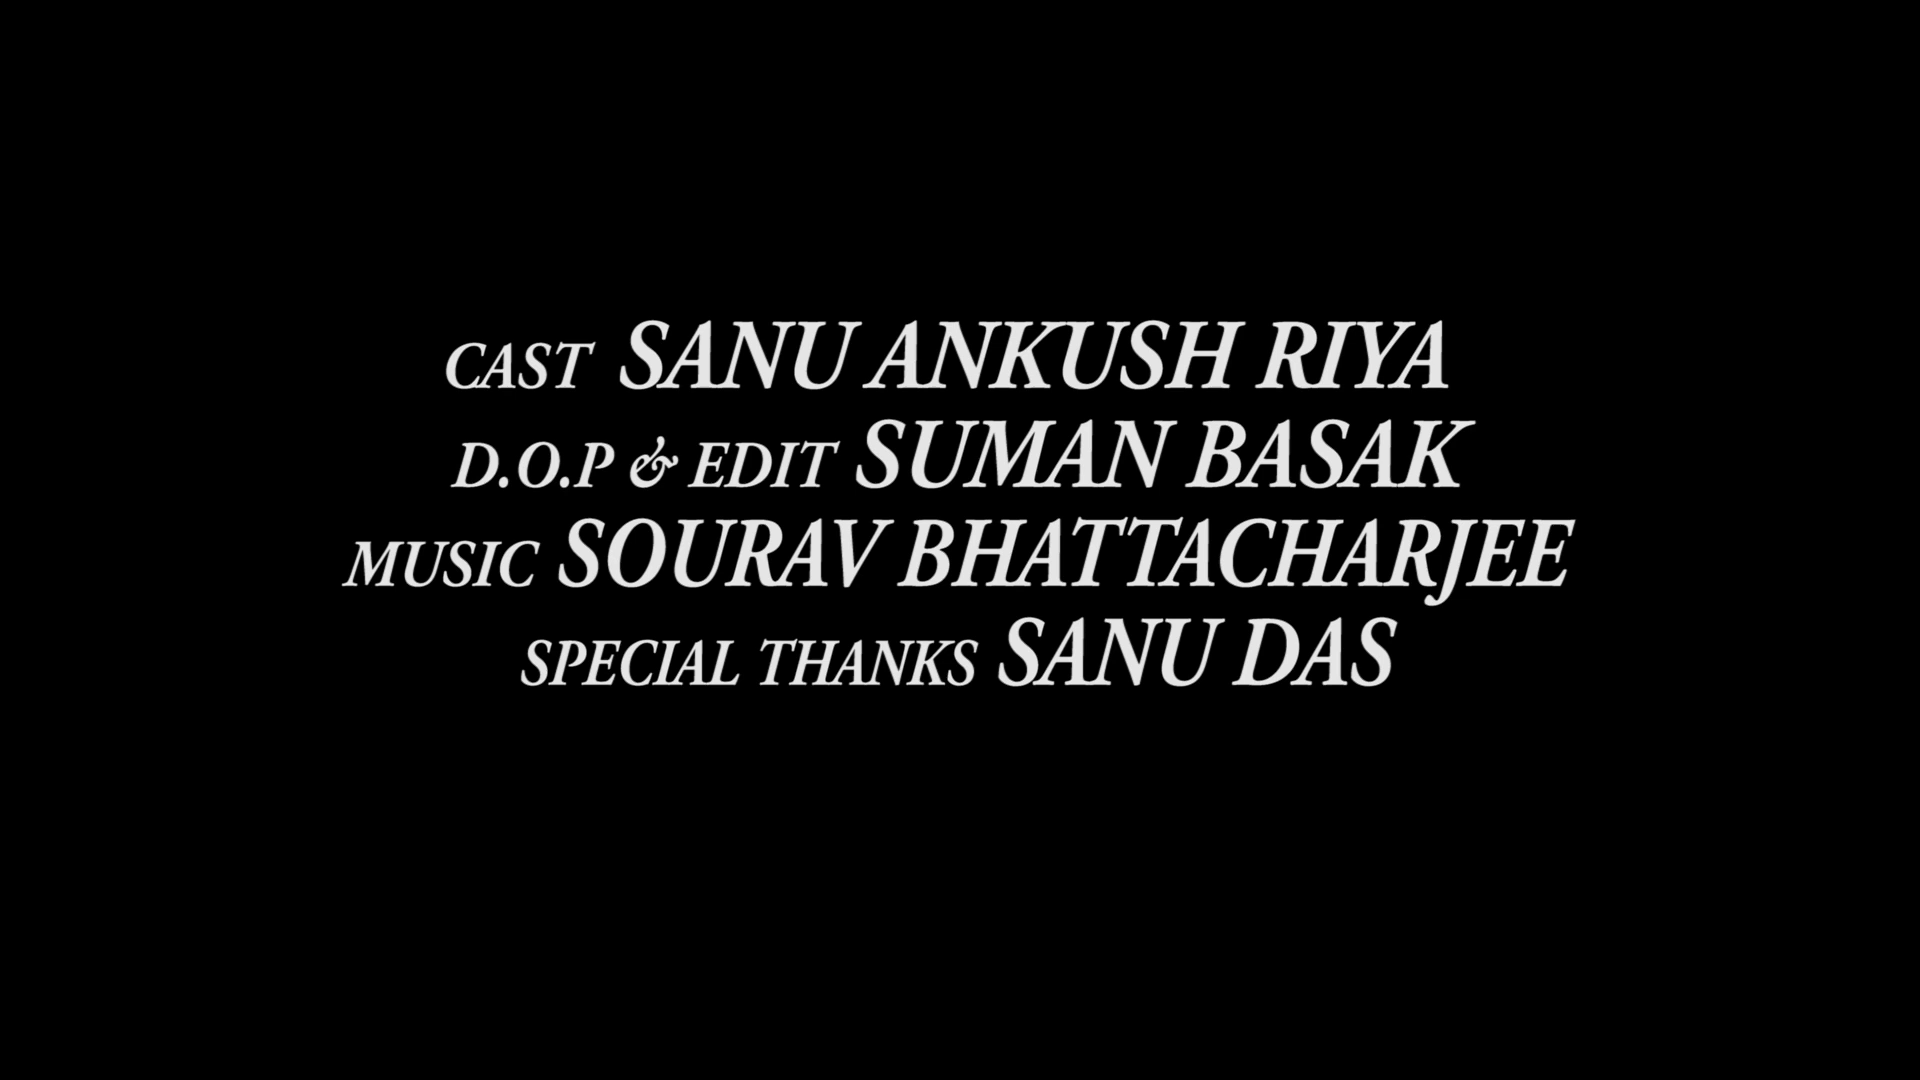 CAST SANU ANKUSH RIYA
D.O.P & EDIT SUMAN BASAK
MUSIC SOURAV BHATTACHARJEE
SPECIAL THANKS SANU DAS